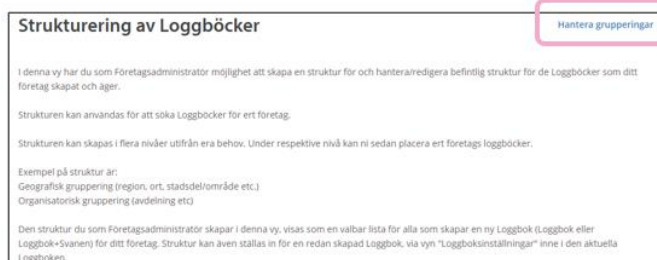 Strukturering av Loggböcker
Hantera grupperingar
I denna vy har du som Företagsadministratör möjlighet att skapa en struktur för och hantera/redigera befintlig struktur för de Loggböcker som ditt
företag skapat och äger.
Strukturen kan användas för att söka Loggböcker för ert företag.
Strukturen kan skapas i flera nivåer utifrån era behov. Under respektive nivå kan ni sedan placera ert företags loggböcker.
Exempel på struktur är:
Geografisk gruppering (region, ort, stadsdel/område etc.)
Organisatorisk gruppering (avdelning etc)
Den struktur du som Företagsadministratör skapar i denna vy, visas som en valbar lista för alla som skapar en ny Loggbok (Loggbok eller
Loggbok+Svanen) för ditt företag. Struktur kan även ställas in för en redan skapad Loggbok, via vyn "Loggboksinställningar" inne i den aktuella
Loggboken.